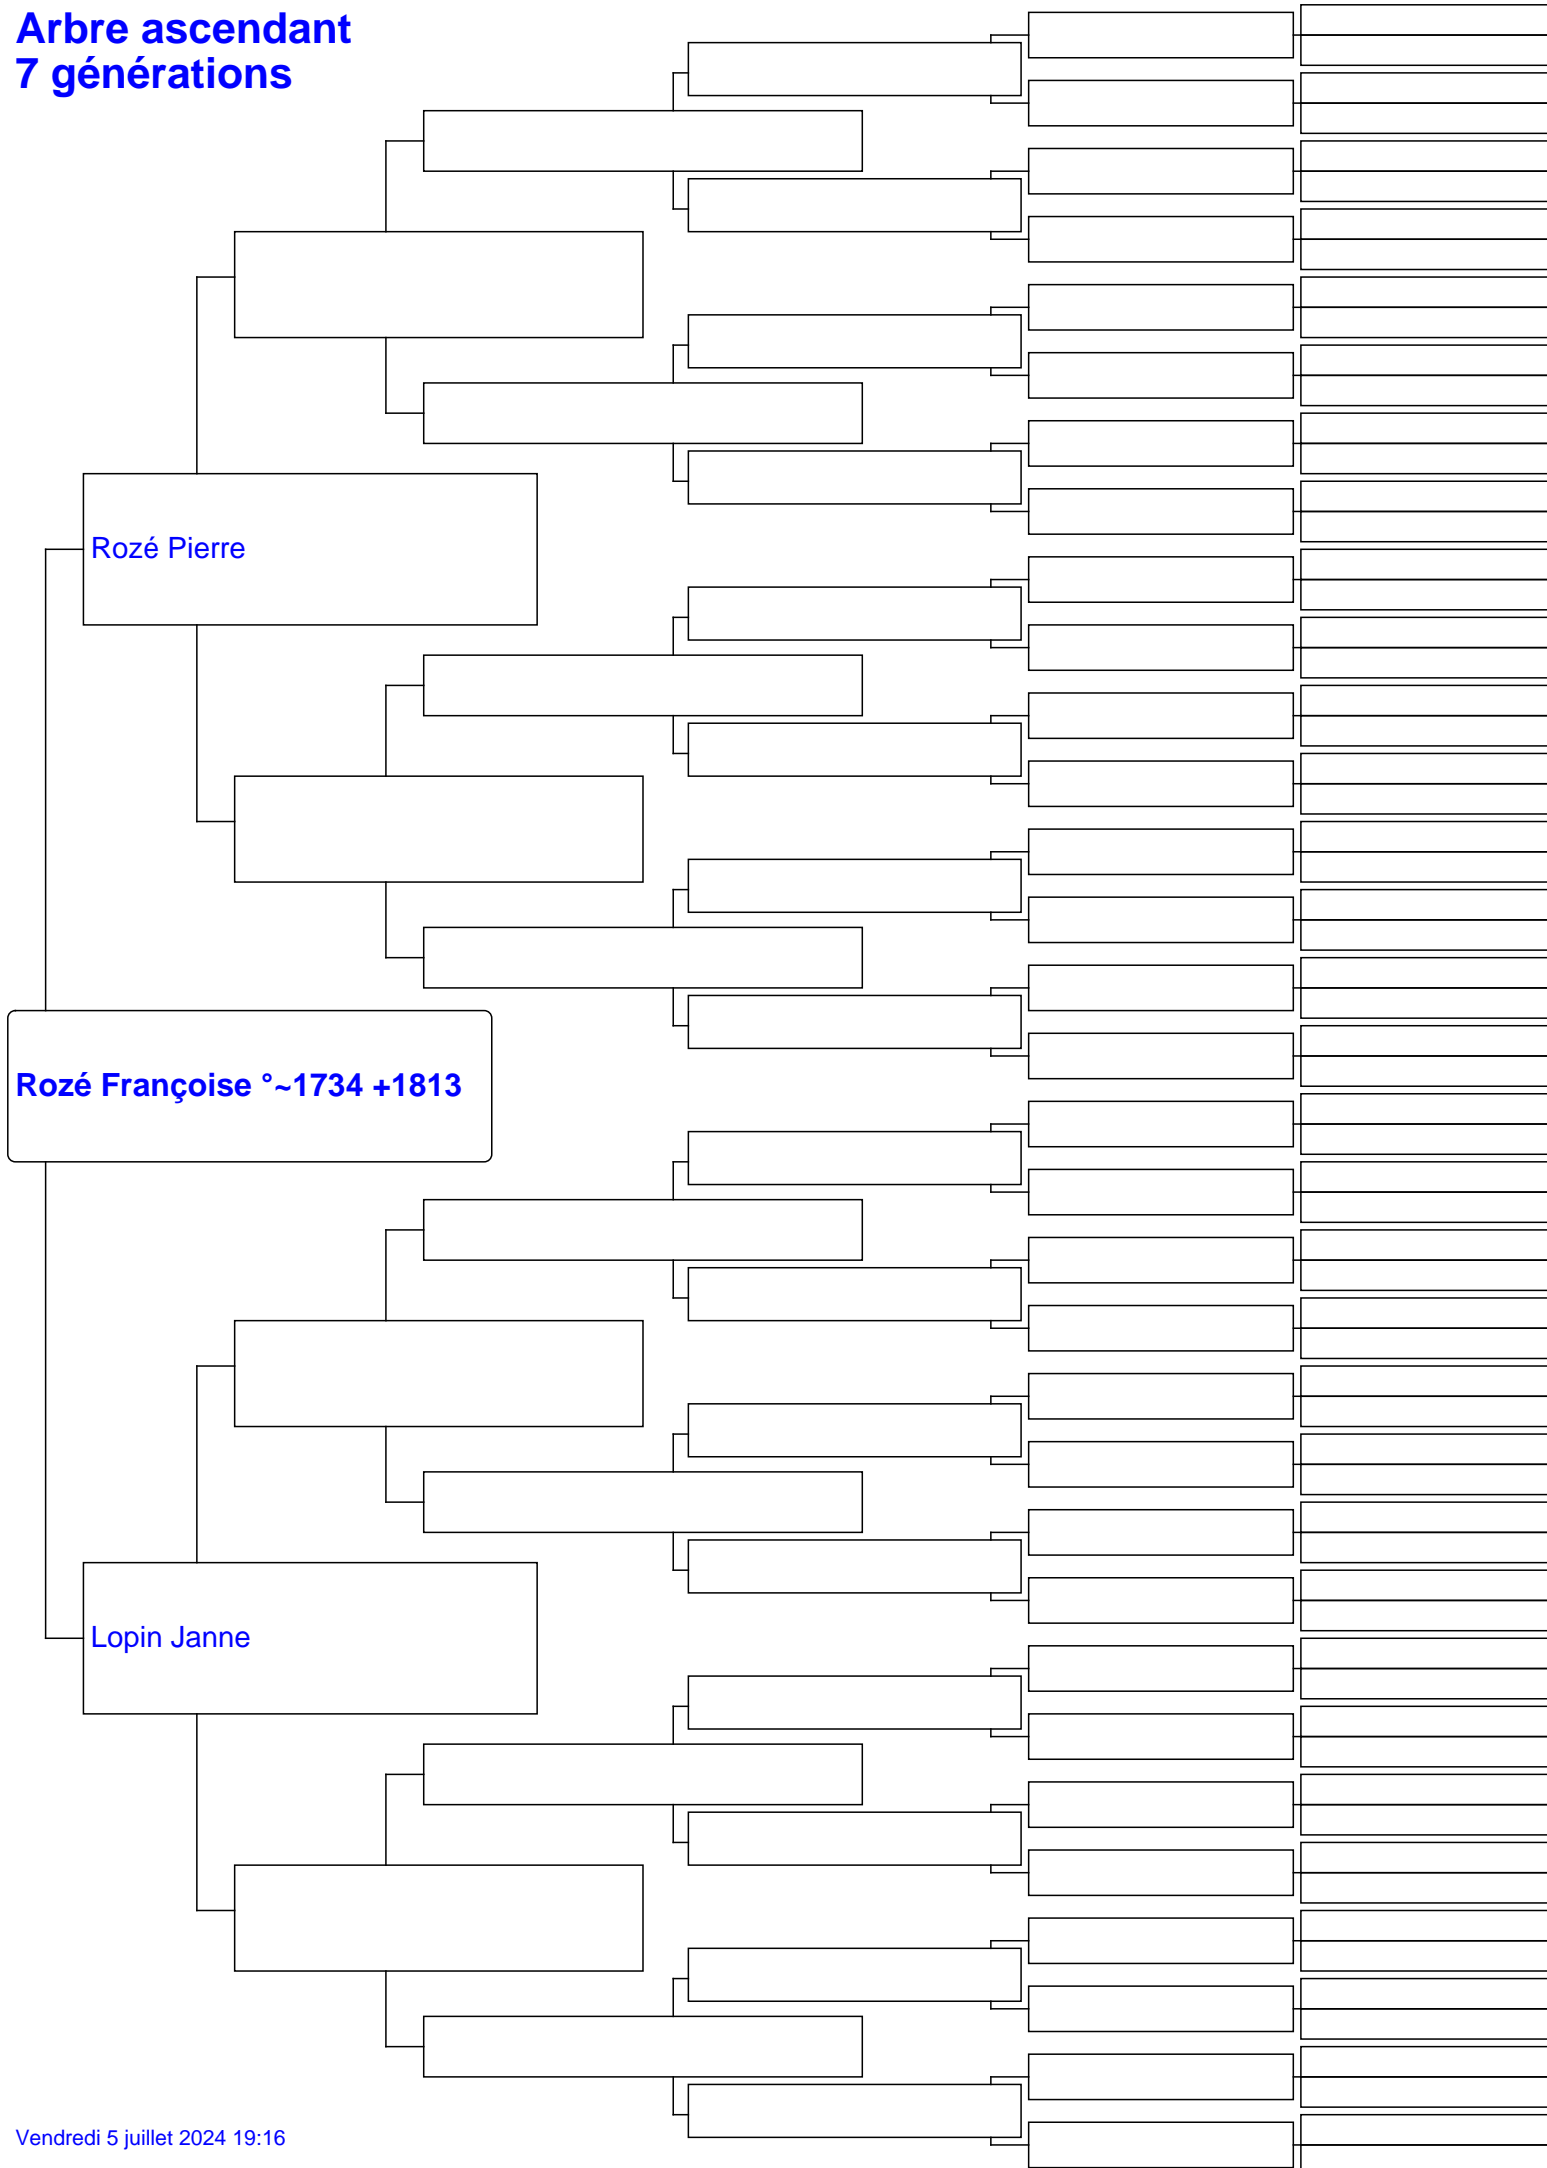 Arbre ascendant
7 générations
Rozé Pierre
Rozé Françoise °~1734 +1813
Lopin Janne
Vendredi 5 juillet 2024 19:16